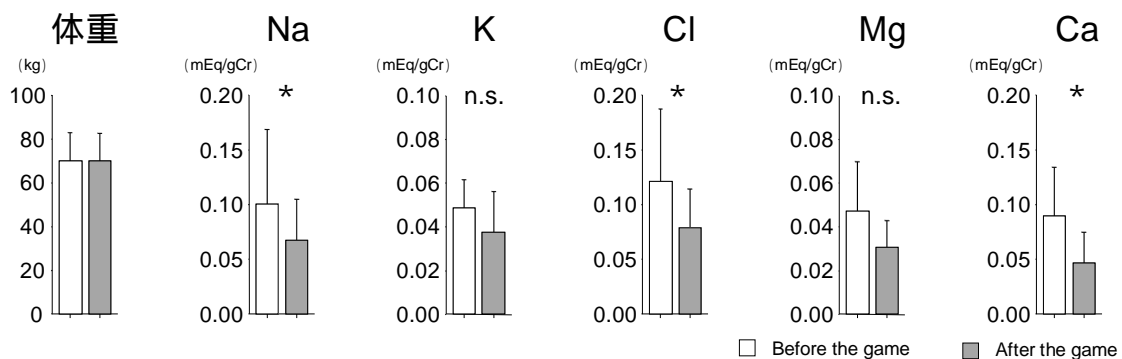 体重 Na K Cl Mg Ca
(kg) (mEq/gCr) (mEq/gCr) (mEq/gCr) (mEq/gCr) (mEq/gCr)
100 0.20 * 0.10 n.s. 0.20 * 0.10 n.s. 0.20 *
80 0.15 0.08 0.15 0.08 0.15
60 0.06 0.06
40 0.10 0.04 0.10 0.04 0.10
20 0.05 0.02 0.05 0.02 0.05
0 0.00 0.00 0.00 0.00 0.00
Before the game After the game